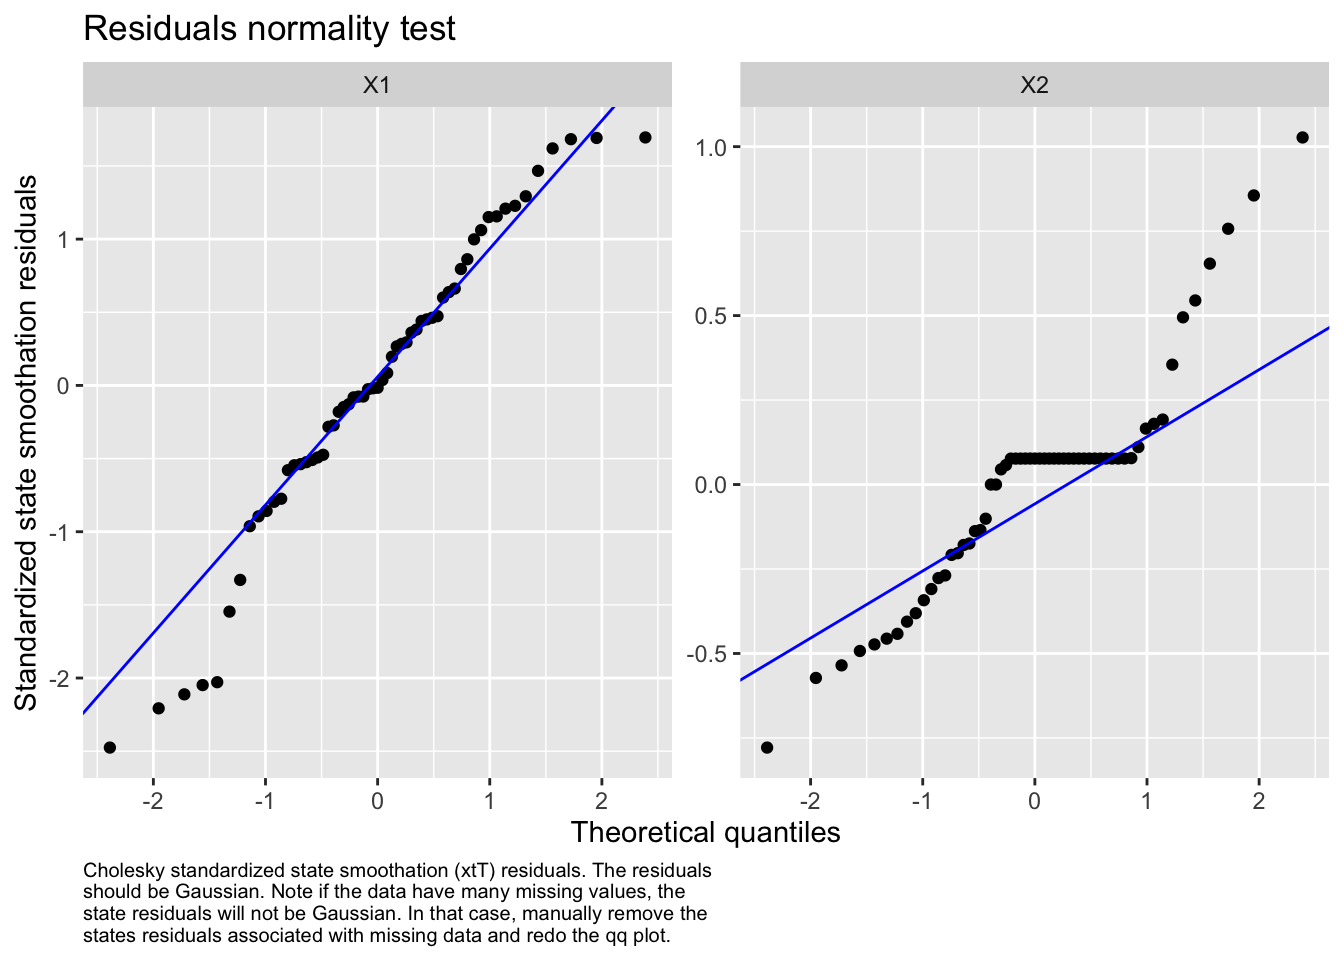 Residuals normality test
X1
X2
Standardized state smoothation residuals
1
0
-1
-2
1.0
0.5
0.0
-0.5
-2 -1 0 1 2
-2 -1 0 1 2
Theoretical quantiles
Cholesky standardized state smoothation (xtT) residuals. The residuals
should be Gaussian. Note if the data have many missing values, the
state residuals will not be Gaussian. In that case, manually remove the
states residuals associated with missing data and redo the qq plot.